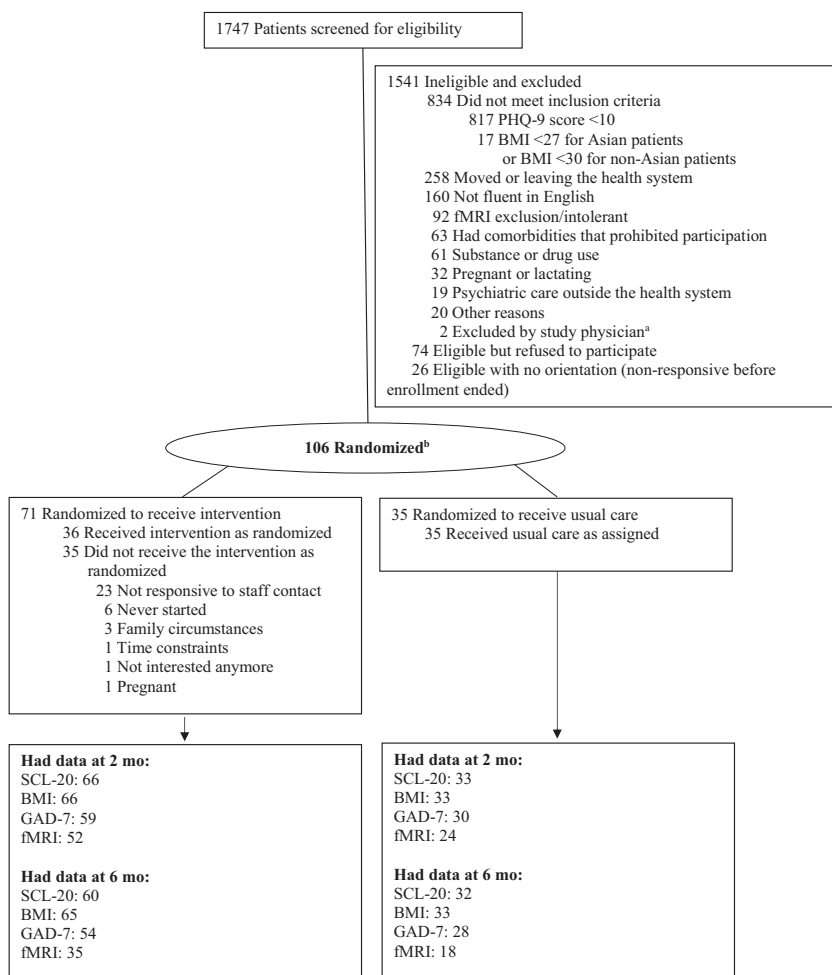 1747 Patients screened for eligibility
1541 Ineligible and excluded
834 Did not meet inclusion criteria
817 PHQ-9 score <10
17 BMI <27 for Asian patients
or BMI <30 for non-Asian patients
258 Moved or leaving the health system
160 Not fluent in English
92 fMRI exclusion/intolerant
63 Had comorbidities that prohibited participation
61 Substance or drug use
32 Pregnant or lactating
19 Psychiatric care outside the health system
20 Other reasons
2 Excluded by study physicianª
74 Eligible but refused to participate
26 Eligible with no orientation (non-responsive before
enrollment ended)
106 Randomizedᵇ
71 Randomized to receive intervention
36 Received intervention as randomized
35 Did not receive the intervention as
randomized
23 Not responsive to staff contact
6 Never started
3 Family circumstances
1 Time constraints
1 Not interested anymore
1 Pregnant
35 Randomized to receive usual care
35 Received usual care as assigned
Had data at 2 mo:
SCL-20: 66
BMI: 66
GAD-7: 59
fMRI: 52
Had data at 6 mo:
SCL-20: 60
BMI: 65
GAD-7: 54
fMRI: 35
Had data at 2 mo:
SCL-20: 33
BMI: 33
GAD-7: 30
fMRI: 24
Had data at 6 mo:
SCL-20: 32
BMI: 33
GAD-7: 28
fMRI: 18